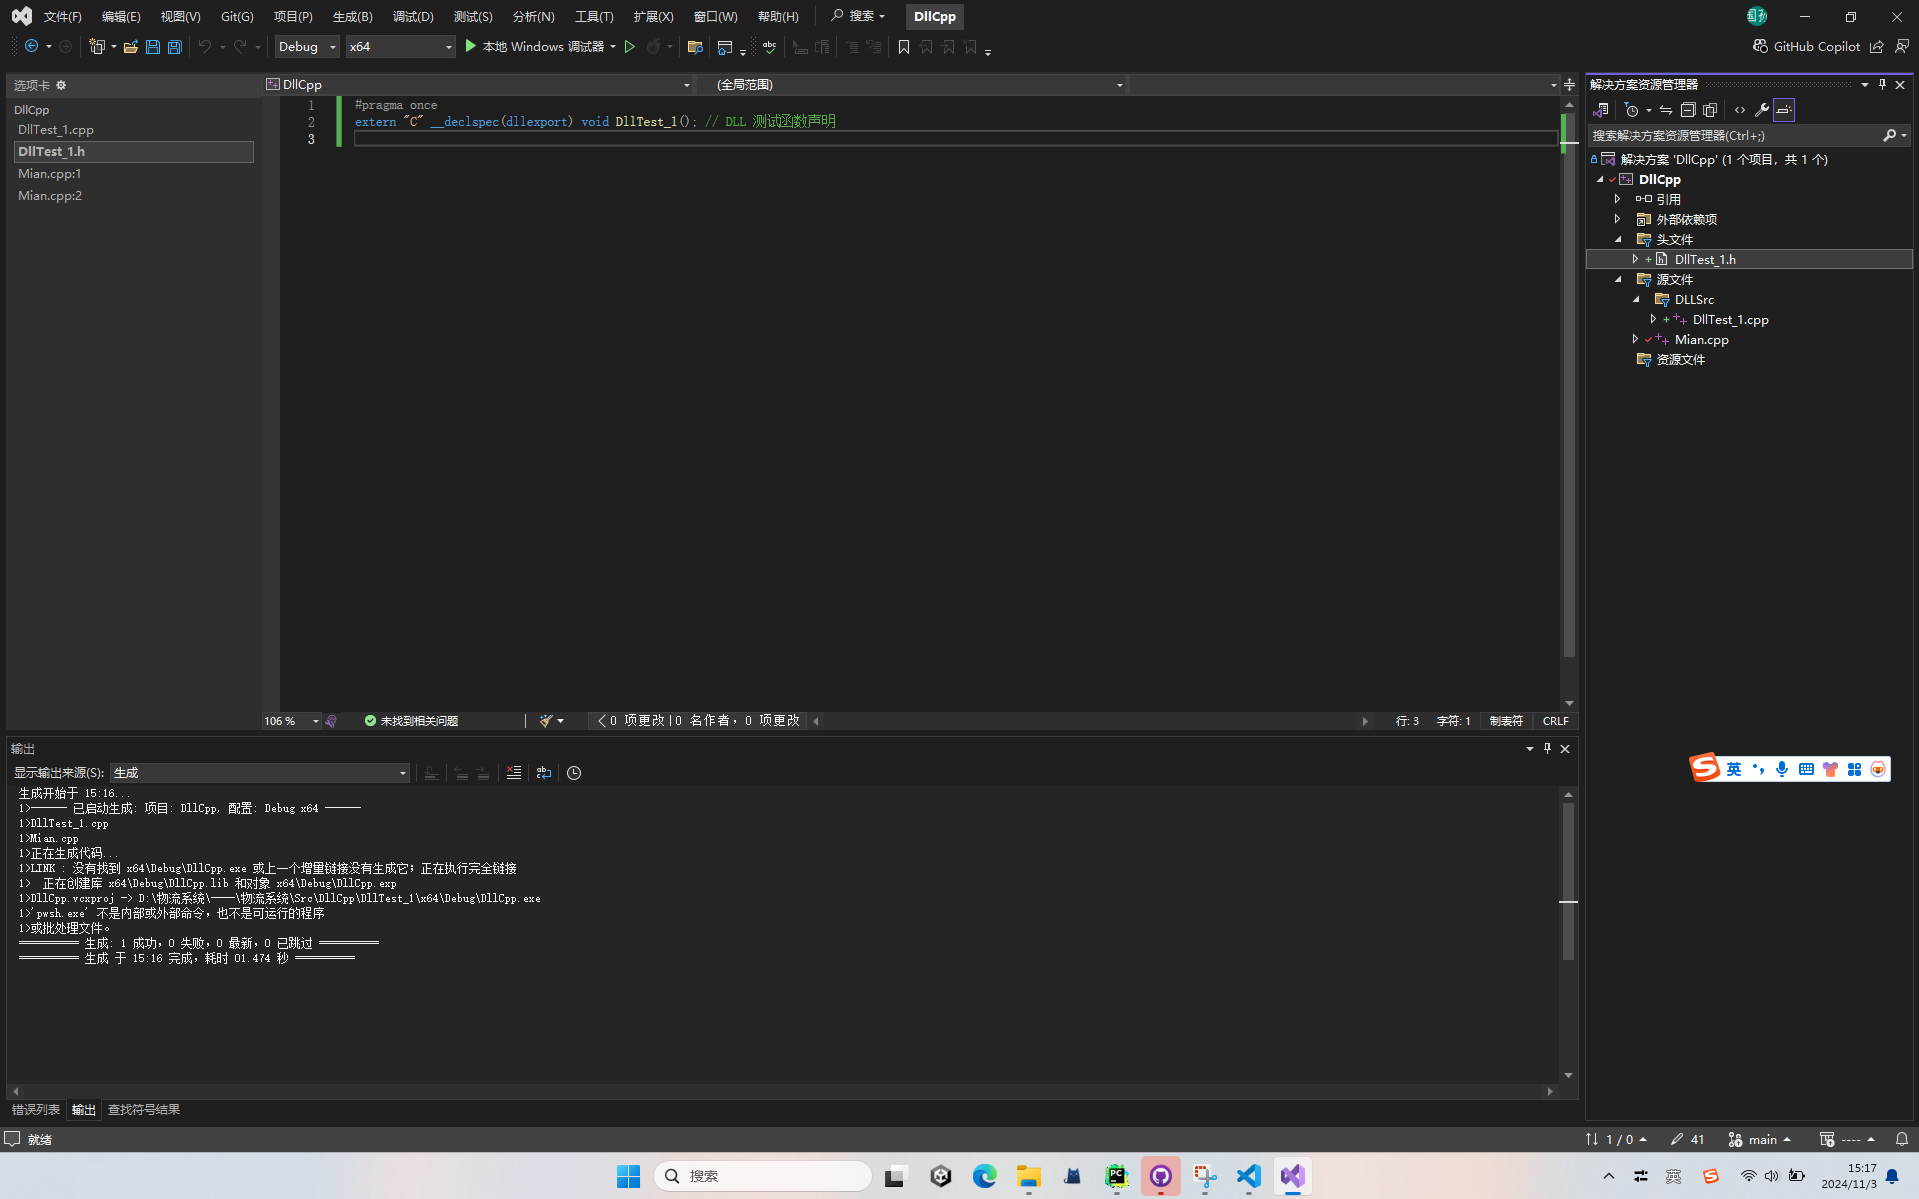 文件(F) 编辑(E) 视图(V) Git(G) 项目(P) 生成(B) 调试(D) 测试(S) 分析(N) 工具(T) 扩展(X) 窗口(W) 帮助(H) 搜索 DllCpp
Debug x64 本地 Windows 调试器 GitHub Copilot
选项卡
DllCpp
DllTest_1.cpp
DllTest_1.h
Mian.cpp:1
Mian.cpp:2
DllCpp (全局范围)
1 #pragma once
2 extern "C" __declspec(dllexport) void DllTest_1(); // DLL 测试函数声明
3
106 % 未找到相关问题 0 项更改|0 名作者，0 项更改 行: 3 字符: 1 制表符 CRLF
解决方案资源管理器
搜索解决方案资源管理器(Ctrl+;)
解决方案 'DllCpp' (1 个项目，共 1 个)
DllCpp
引用
外部依赖项
头文件
DllTest_1.h
源文件
DLLSrc
DllTest_1.cpp
Mian.cpp
资源文件
输出
显示输出来源(S): 生成
生成开始于 15:16...
1>------ 已启动生成: 项目: DllCpp, 配置: Debug x64 ------
1>DllTest_1.cpp
1>Mian.cpp
1>正在生成代码...
1>LINK : 没有找到 x64\Debug\DllCpp.exe 或上一个增量链接没有生成它；正在执行完全链接
1>  正在创建库 x64\Debug\DllCpp.lib 和对象 x64\Debug\DllCpp.exp
1>DllCpp.vcxproj -> D:\物流系统\----\物流系统\Src\DllCpp\DllTest_1\x64\Debug\DllCpp.exe
1>'pwsh.exe' 不是内部或外部命令，也不是可运行的程序
1>或批处理文件。
========== 生成: 1 成功，0 失败，0 最新，0 已跳过 ==========
========== 生成 于 15:16 完成，耗时 01.474 秒 ==========
英
错误列表 输出 查找符号结果
就绪 1 / 0 41 main ----
搜索 英 15:17
2024/11/3